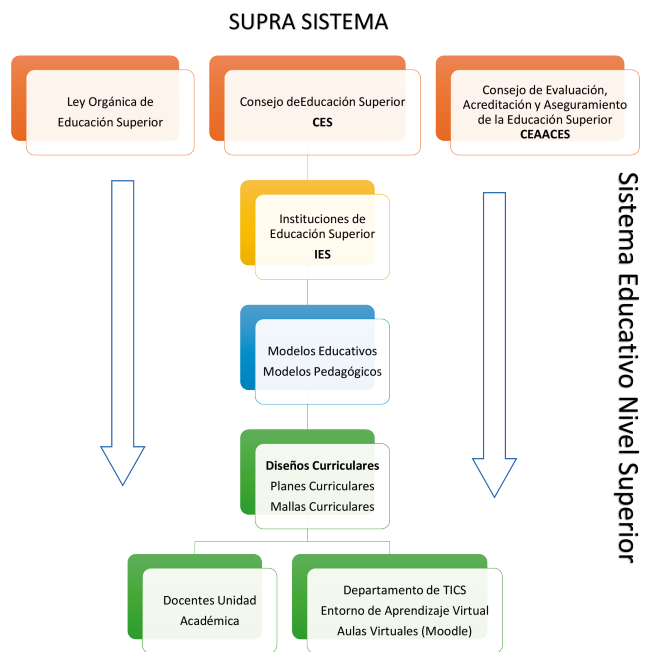 SUPRA SISTEMA
Ley Orgánica de
Educación Superior
Consejo deEducación Superior
CES
Consejo de Evaluación,
Acreditación y Aseguramiento
de la Educación Superior
CEAACES
Instituciones de
Educación Superior
IES
Modelos Educativos
Modelos Pedagógicos
Diseños Curriculares
Planes Curriculares
Mallas Curriculares
Docentes Unidad
Académica
Departamento de TICS
Entorno de Aprendizaje Virtual
Aulas Virtuales (Moodle)
Sistema Educativo Nivel Superior